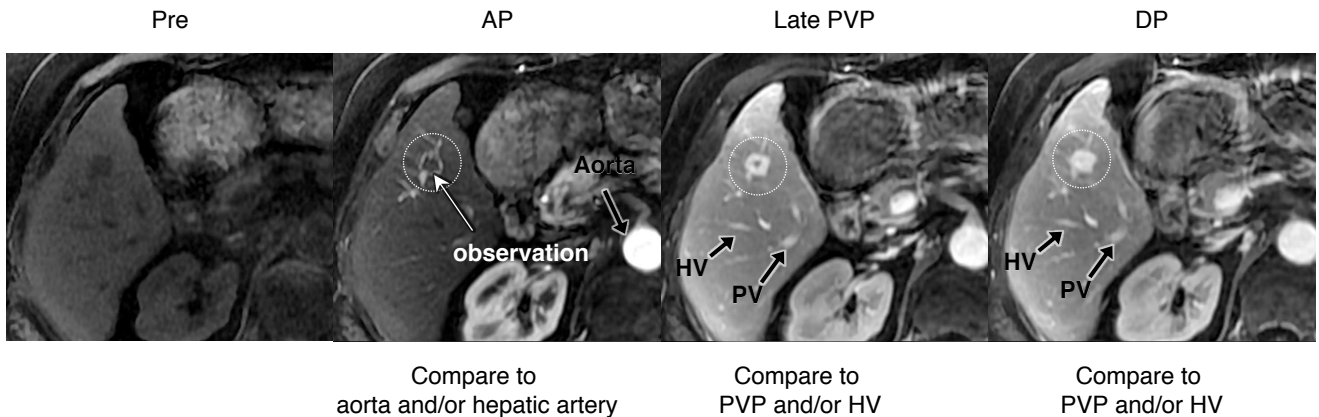 Pre
AP
Late PVP
DP
Aorta
observation
HV
PV
HV
PV
Compare to
aorta and/or hepatic artery
Compare to
PVP and/or HV
Compare to
PVP and/or HV